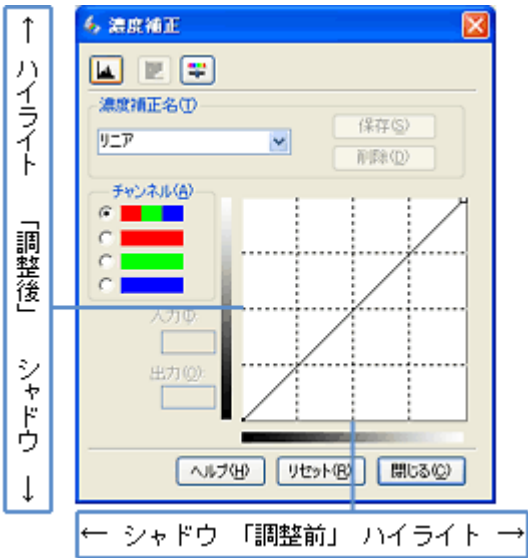 ↑ ハイライト 「調整後」 シャドウ ↓
濃度補正
濃度補正名(T)
リニア
保存(S)
削除(D)
チャンネル(A)
入力(I):
出力(O):
ヘルプ(H)
リセット(R)
閉じる(C)
← シャドウ 「調整前」 ハイライト →